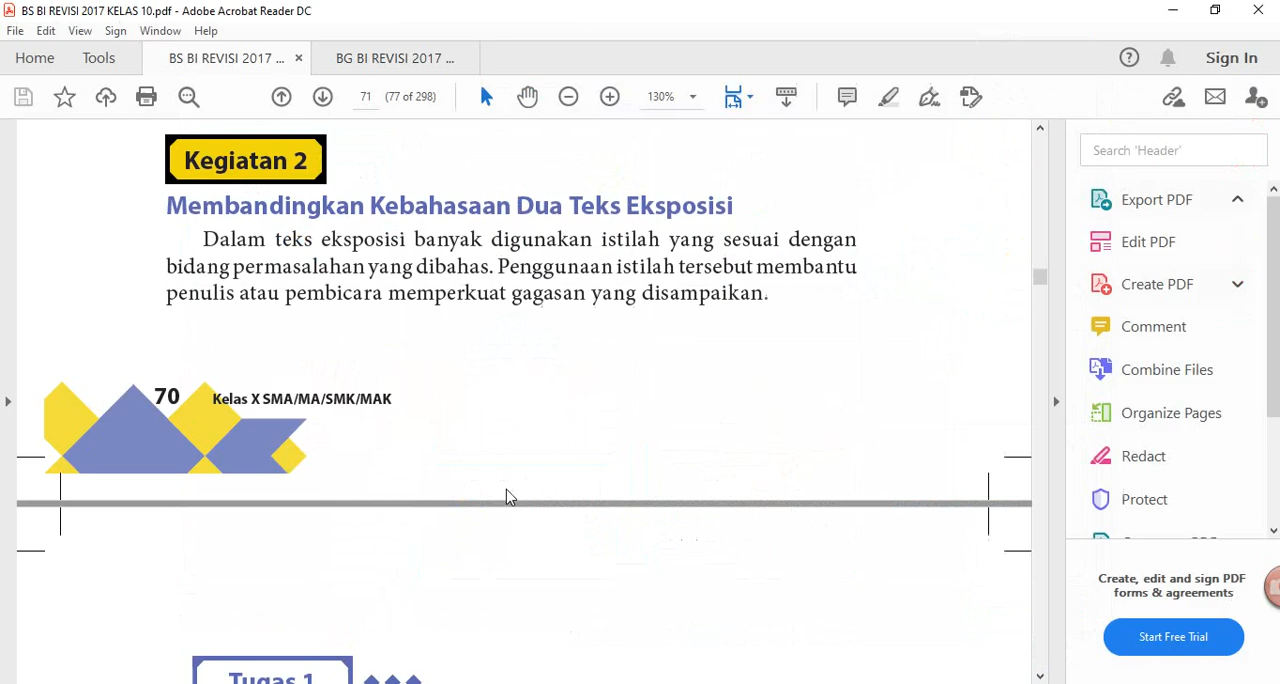 BS BI REVISI 2017 KELAS 10.pdf - Adobe Acrobat Reader DC
File Edit View Sign Window Help
Home Tools BS BI REVISI 2017 ... × BG BI REVISI 2017 ... Sign In
71 (77 of 298) 130%
Kegiatan 2
Membandingkan Kebahasaan Dua Teks Eksposisi
Dalam teks eksposisi banyak digunakan istilah yang sesuai dengan
bidang permasalahan yang dibahas. Penggunaan istilah tersebut membantu
penulis atau pembicara memperkuat gagasan yang disampaikan.
70 Kelas X SMA/MA/SMK/MAK
Tugas 1
Search 'Header'
Export PDF
Edit PDF
Create PDF
Comment
Combine Files
Organize Pages
Redact
Protect
Create, edit and sign PDF
forms & agreements
Start Free Trial